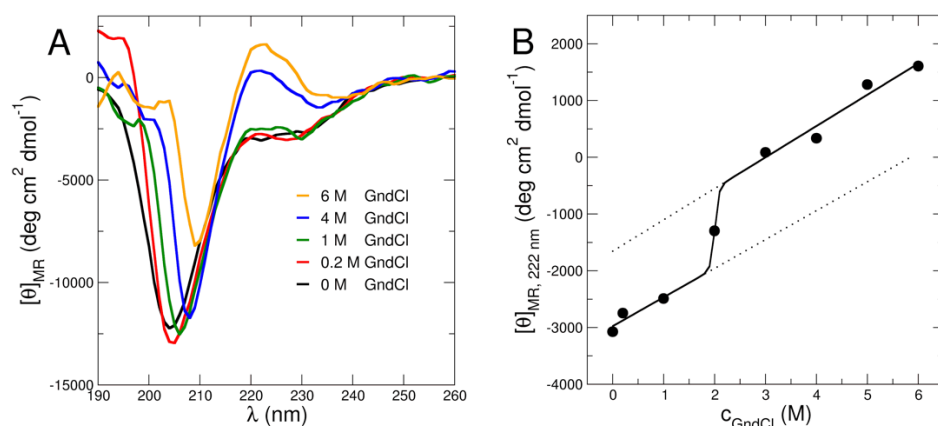 A
[θ]MR (deg cm² dmol⁻¹)
0
-5000
-10000
-15000
190 200 210 220 230 240 250 260
λ (nm)
6 M GndCl
4 M GndCl
1 M GndCl
0.2 M GndCl
0 M GndCl
B
[θ]MR, 222 nm (deg cm² dmol⁻¹)
2000
1000
0
-1000
-2000
-3000
-4000
0 1 2 3 4 5 6
cGndCl (M)